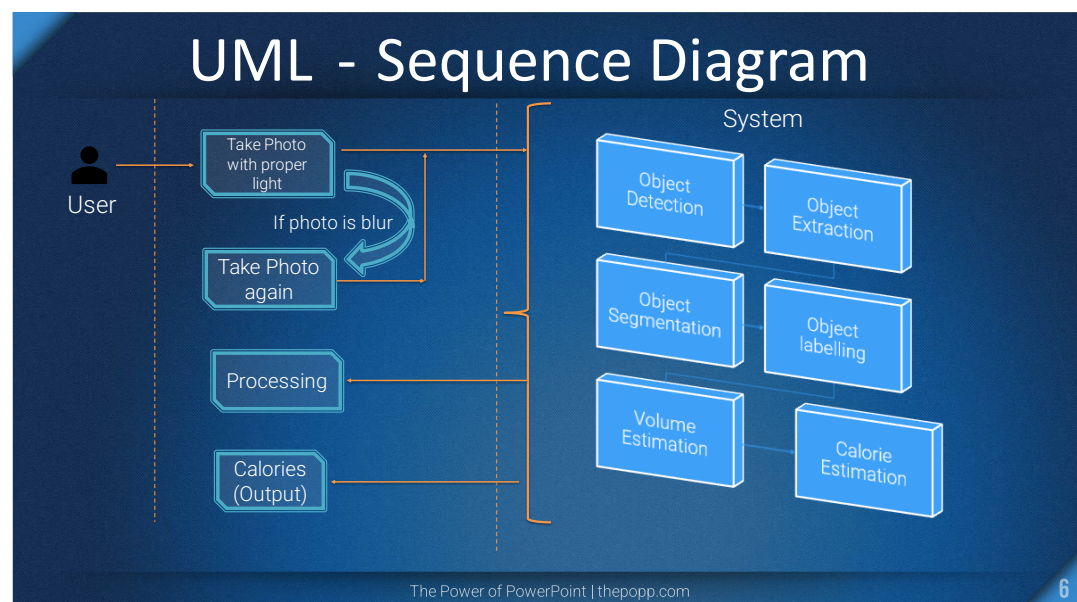 UML - Sequence Diagram
System
User
Take Photo
with proper
light
If photo is blur
Take Photo
again
Processing
Calories
(Output)
Object
Detection
Object
Extraction
Object
Segmentation
Object
labelling
Volume
Estimation
Calorie
Estimation
The Power of PowerPoint | thepopp.com
6